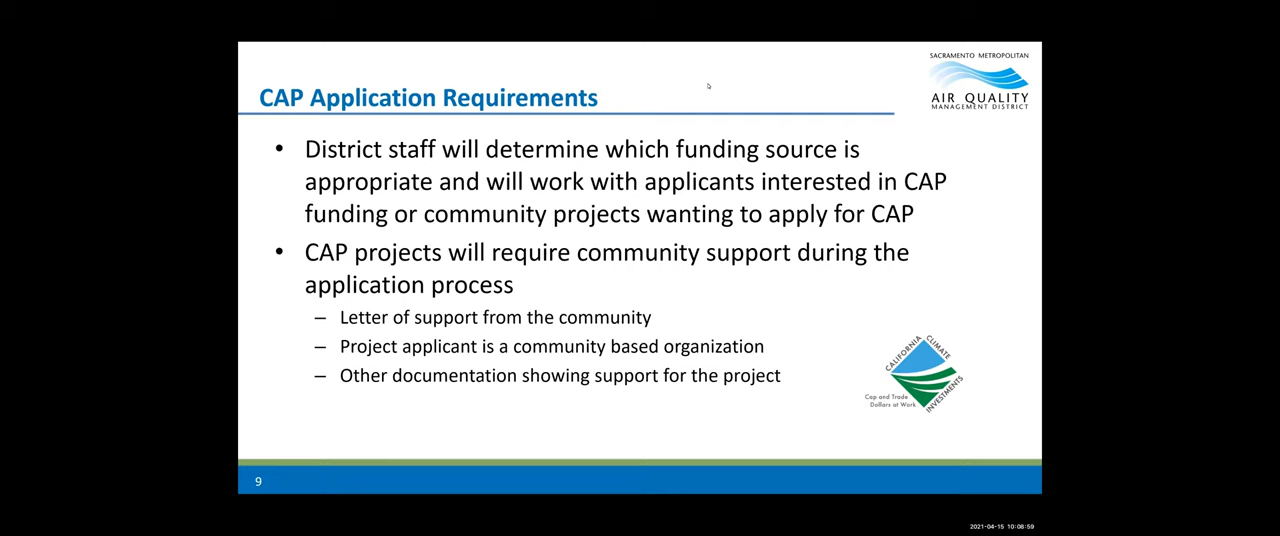 SACRAMENTO METROPOLITAN
AIR QUALITY
MANAGEMENT DISTRICT
CAP Application Requirements
• District staff will determine which funding source is
appropriate and will work with applicants interested in CAP
funding or community projects wanting to apply for CAP
• CAP projects will require community support during the
application process
– Letter of support from the community
– Project applicant is a community based organization
– Other documentation showing support for the project
CALIFORNIA CLIMATE
INVESTMENTS
Cap and Trade
Dollars at Work
9
2021-04-15 10:08:59